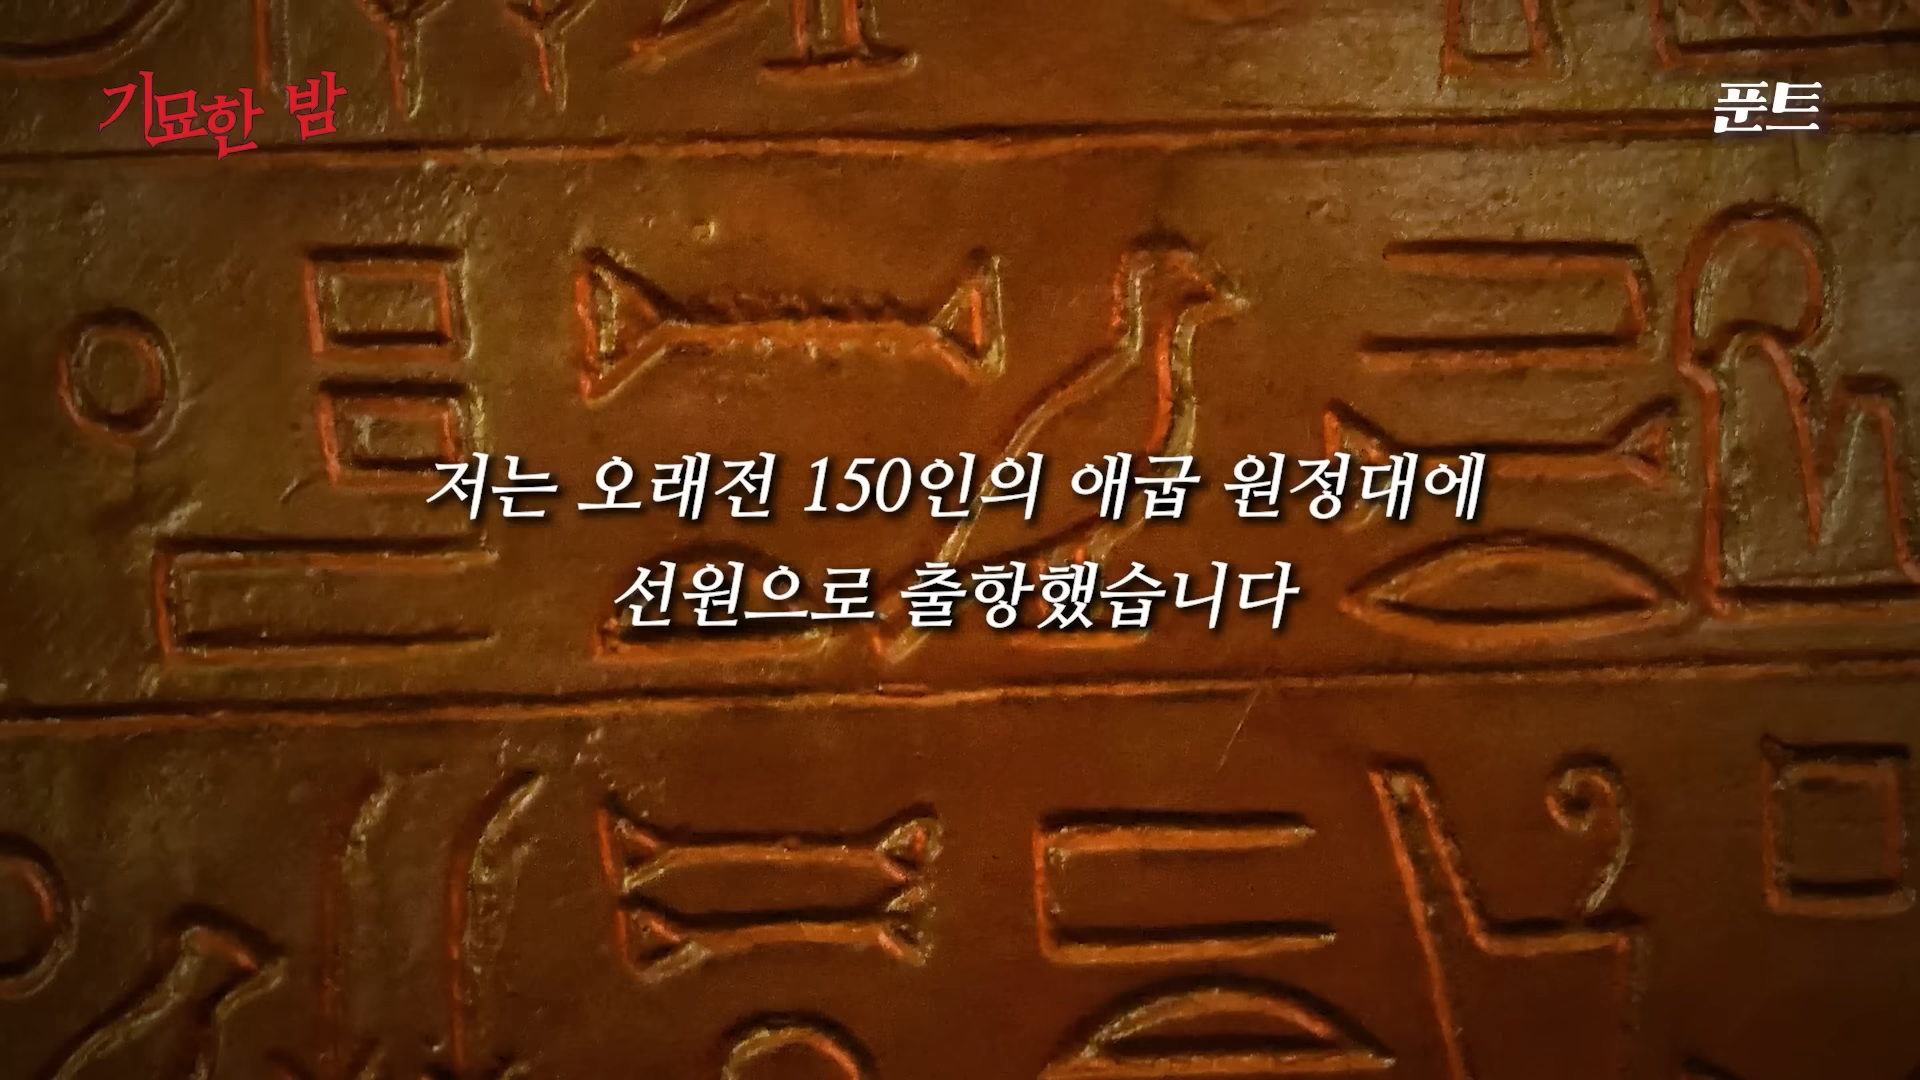 기묘한 밤
푼트
저는 오래전 150인의 애굽 원정대에
선원으로 출항했습니다